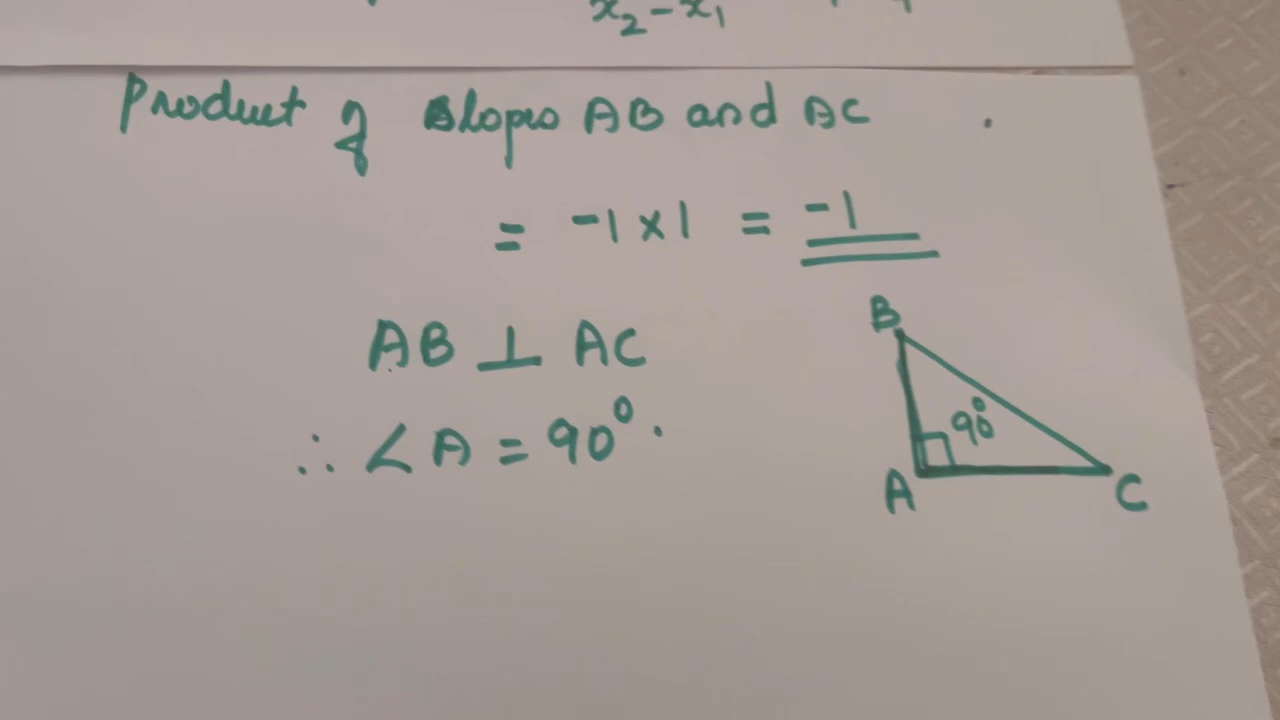 x₂ - x₁
Product of Slopes AB and AC
= -1 x 1 = -1
AB ⊥ AC
∴ ∠A = 90°.
B
90°
A
C